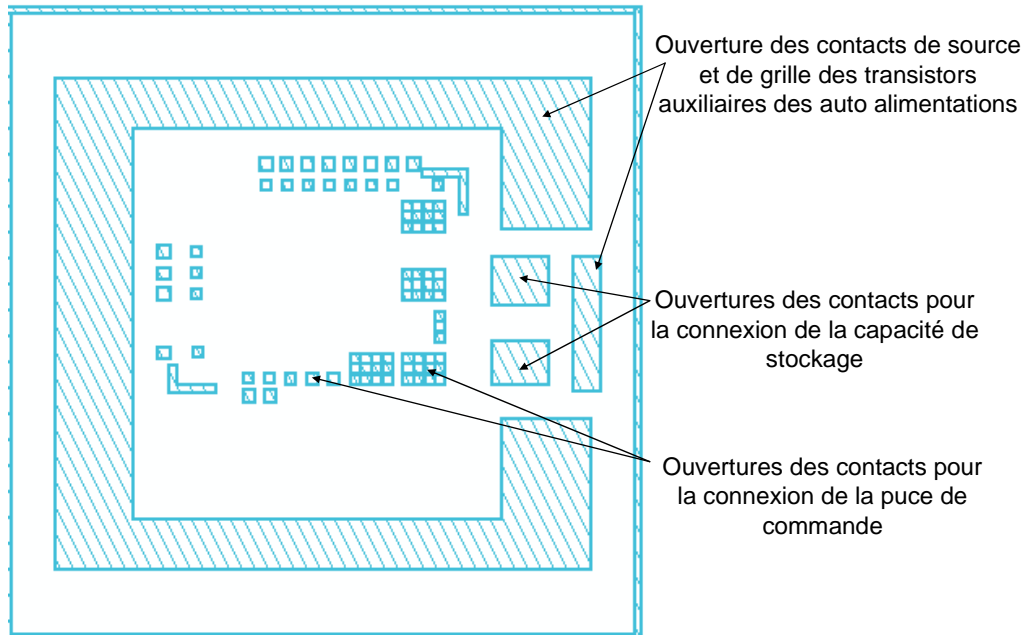 Ouverture des contacts de source
et de grille des transistors
auxiliaires des auto alimentations
Ouvertures des contacts pour
la connexion de la capacité de
stockage
Ouvertures des contacts pour
la connexion de la puce de
commande